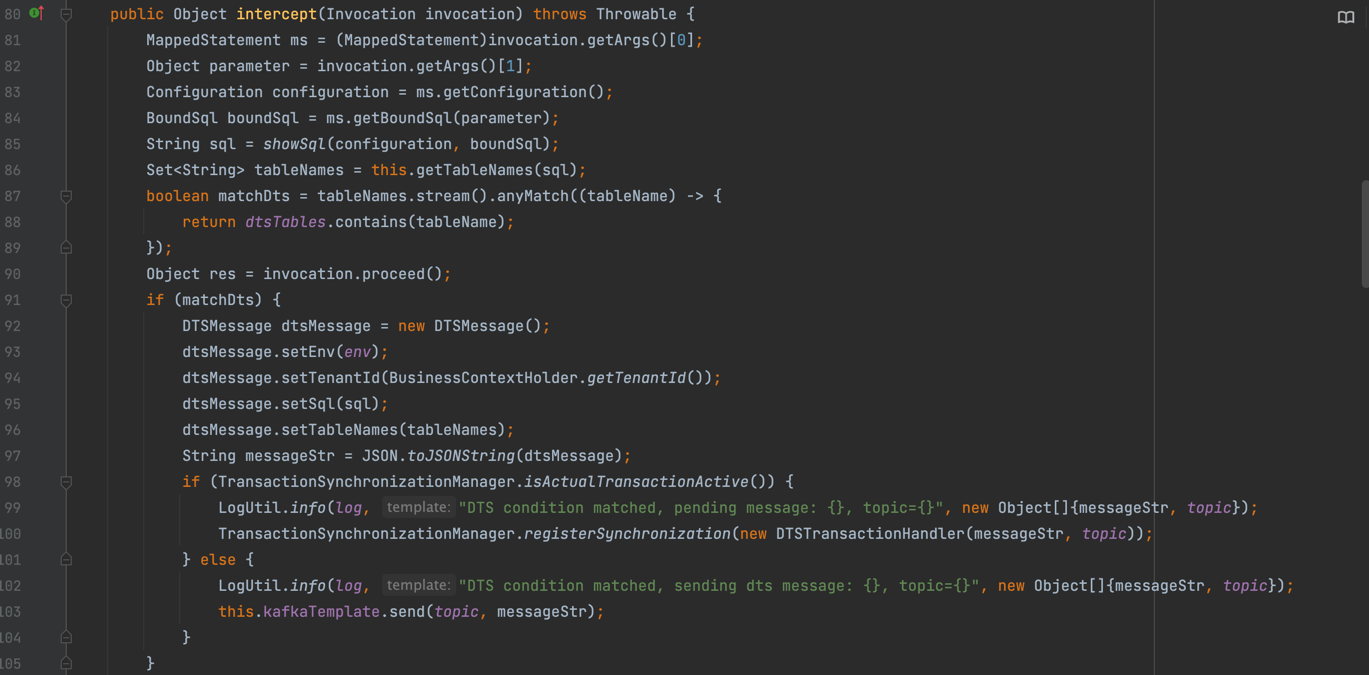 80 public Object intercept(Invocation invocation) throws Throwable {
81 MappedStatement ms = (MappedStatement)invocation.getArgs()[0];
82 Object parameter = invocation.getArgs()[1];
83 Configuration configuration = ms.getConfiguration();
84 BoundSql boundSql = ms.getBoundSql(parameter);
85 String sql = showSql(configuration, boundSql);
86 Set<String> tableNames = this.getTableNames(sql);
87 boolean matchDts = tableNames.stream().anyMatch((tableName) -> {
88 return dtsTables.contains(tableName);
89 });
90 Object res = invocation.proceed();
91 if (matchDts) {
92 DTSMessage dtsMessage = new DTSMessage();
93 dtsMessage.setEnv(env);
94 dtsMessage.setTenantId(BusinessContextHolder.getTenantId());
95 dtsMessage.setSql(sql);
96 dtsMessage.setTableNames(tableNames);
97 String messageStr = JSON.toJSONString(dtsMessage);
98 if (TransactionSynchronizationManager.isActualTransactionActive()) {
99 LogUtil.info(log, template: "DTS condition matched, pending message: {}, topic={}", new Object[]{messageStr, topic});
100 TransactionSynchronizationManager.registerSynchronization(new DTSTransactionHandler(messageStr, topic));
101 } else {
102 LogUtil.info(log, template: "DTS condition matched, sending dts message: {}, topic={}", new Object[]{messageStr, topic});
103 this.kafkaTemplate.send(topic, messageStr);
104 }
105 }